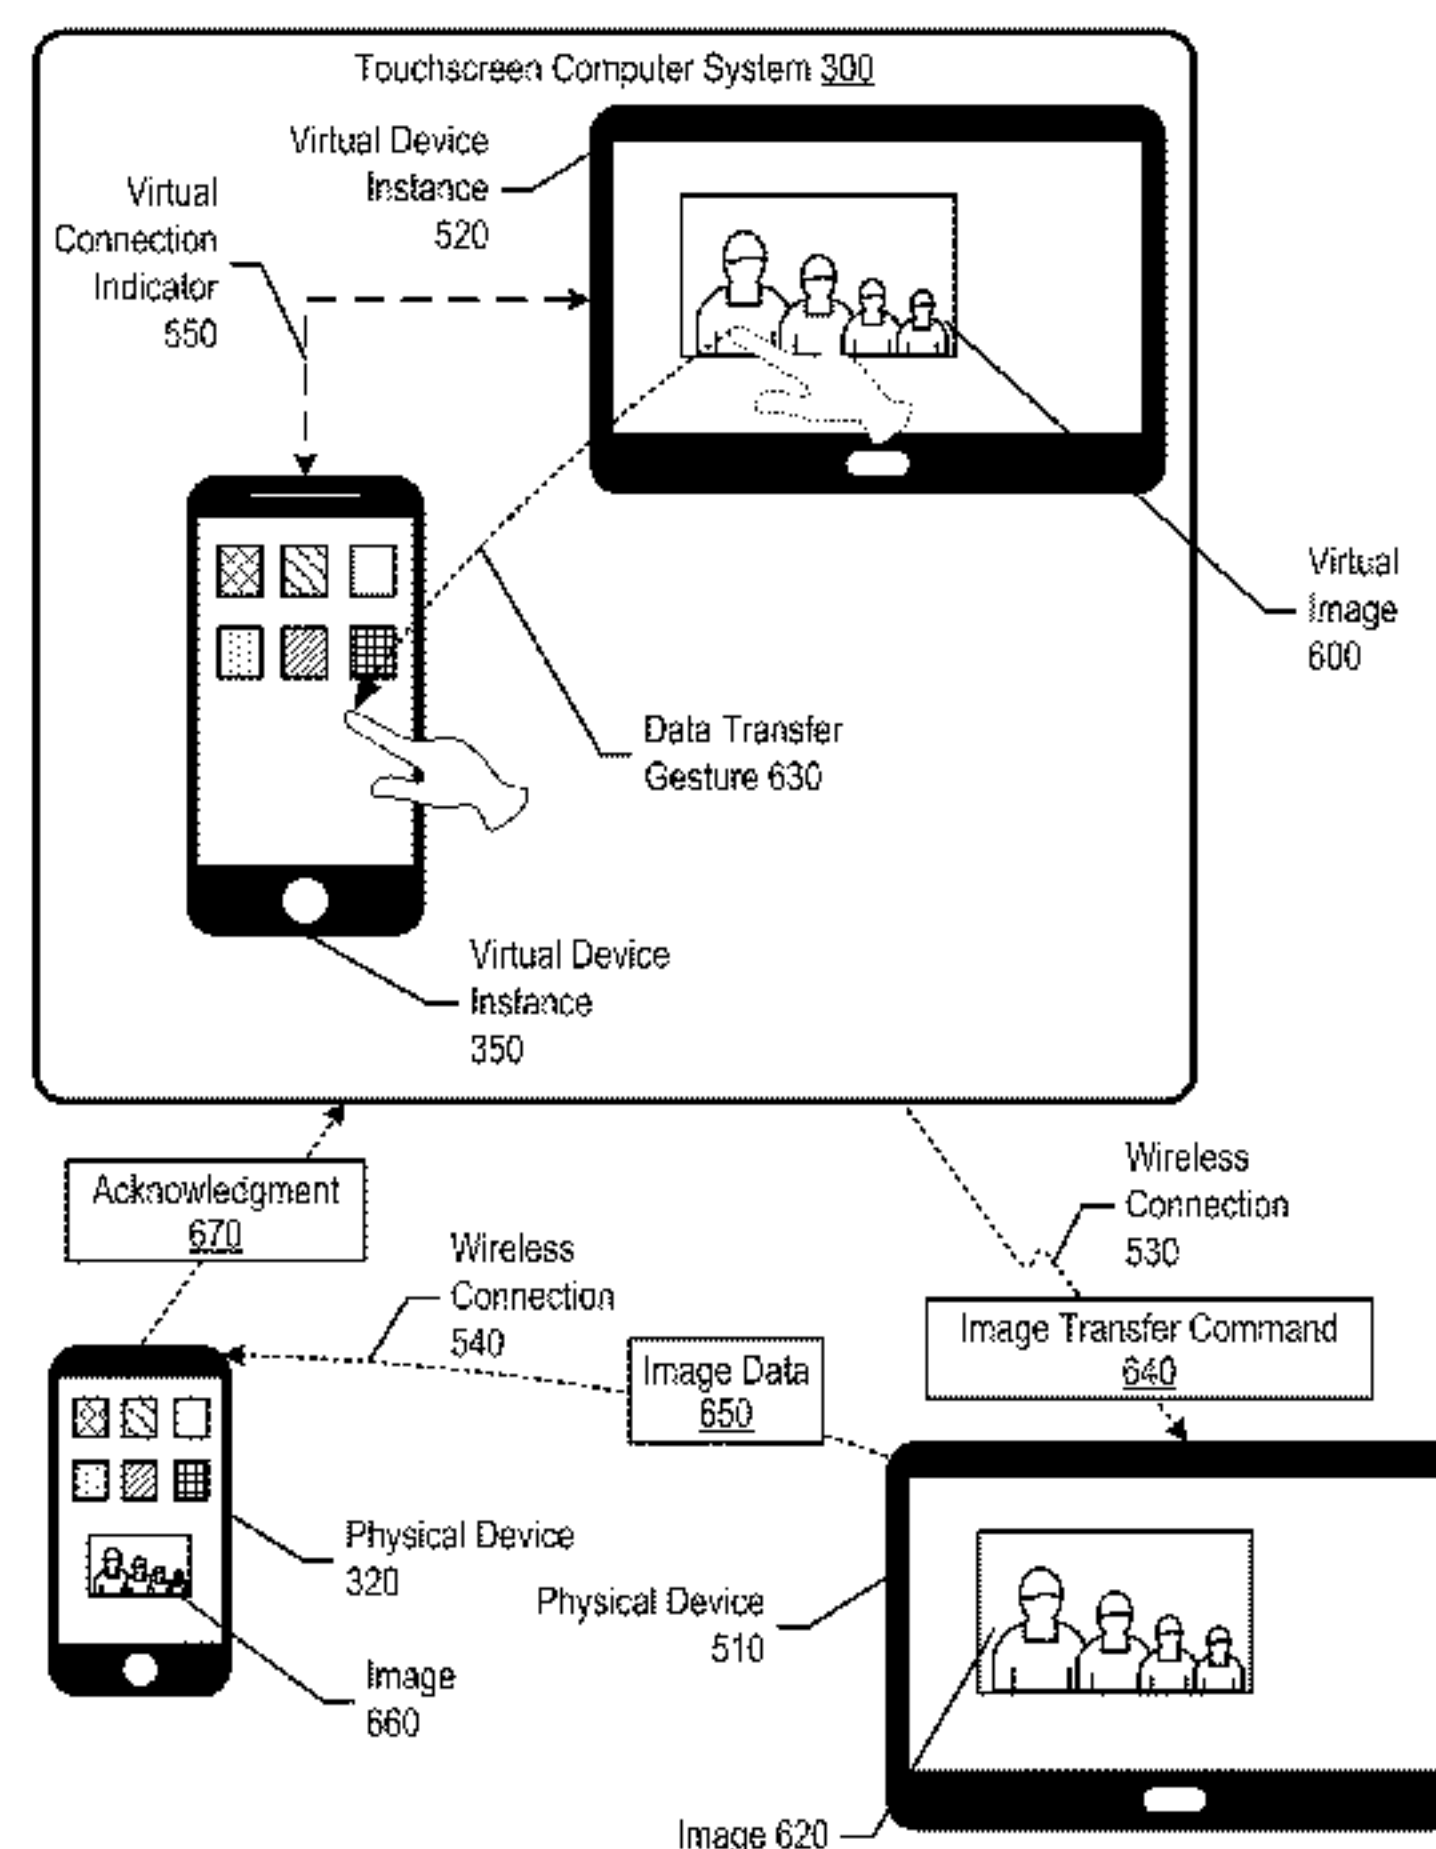 Touchscreen Computer System 300
Virtual Device
Instance
520
Virtual
Connection
Indicator
550
Virtual
Image
600
Data Transfer
Gesture 630
Virtual Device
Instance
350
Acknowledgment
670
Wireless
Connection
530
Wireless
Connection
540
Image Transfer Command
640
Image Data
650
Physical Device
320
Physical Device
510
Image
660
Image 620